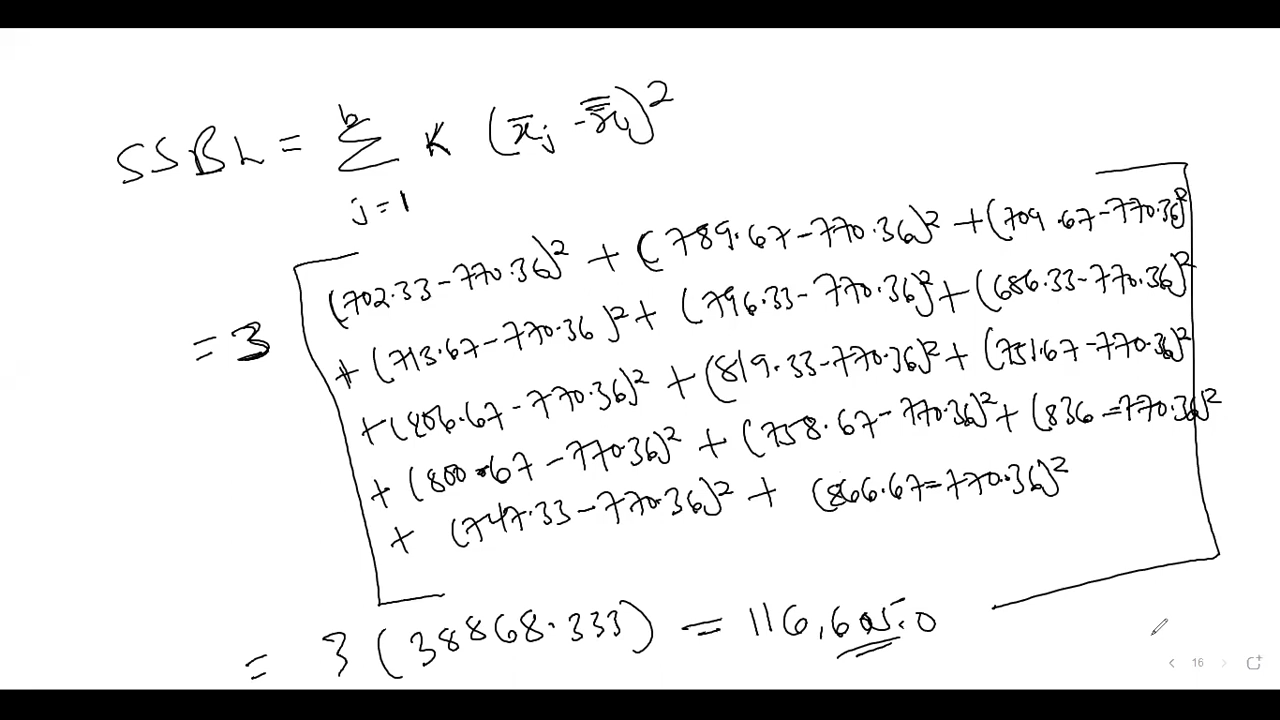 SSBL = b∑j=1 K (x̄j - x̿)²
(702.33-770.36)² + (789.67-770.36)² + (709.67-770.36)²
= 3 + (713.67-770.36)² + (796.33-770.36)² + (686.33-770.36)²
+ (806.67-770.36)² + (819.33-770.36)² + (751.67-770.36)²
+ (800.67-770.36)² + (758.67-770.36)² + (836-770.36)²
+ (747.33-770.36)² + (866.67-770.36)²
= 3 (38868.333) = 116,605.0
16